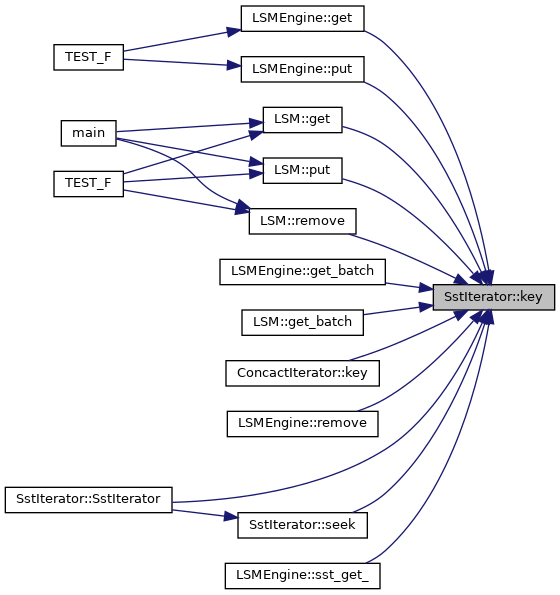 LSMEngine::get
TEST_F
LSMEngine::put
LSM::get
main
LSM::put
TEST_F
LSM::remove
LSMEngine::get_batch
SstIterator::key
LSM::get_batch
ConcactIterator::key
LSMEngine::remove
SstIterator::SstIterator
SstIterator::seek
LSMEngine::sst_get_